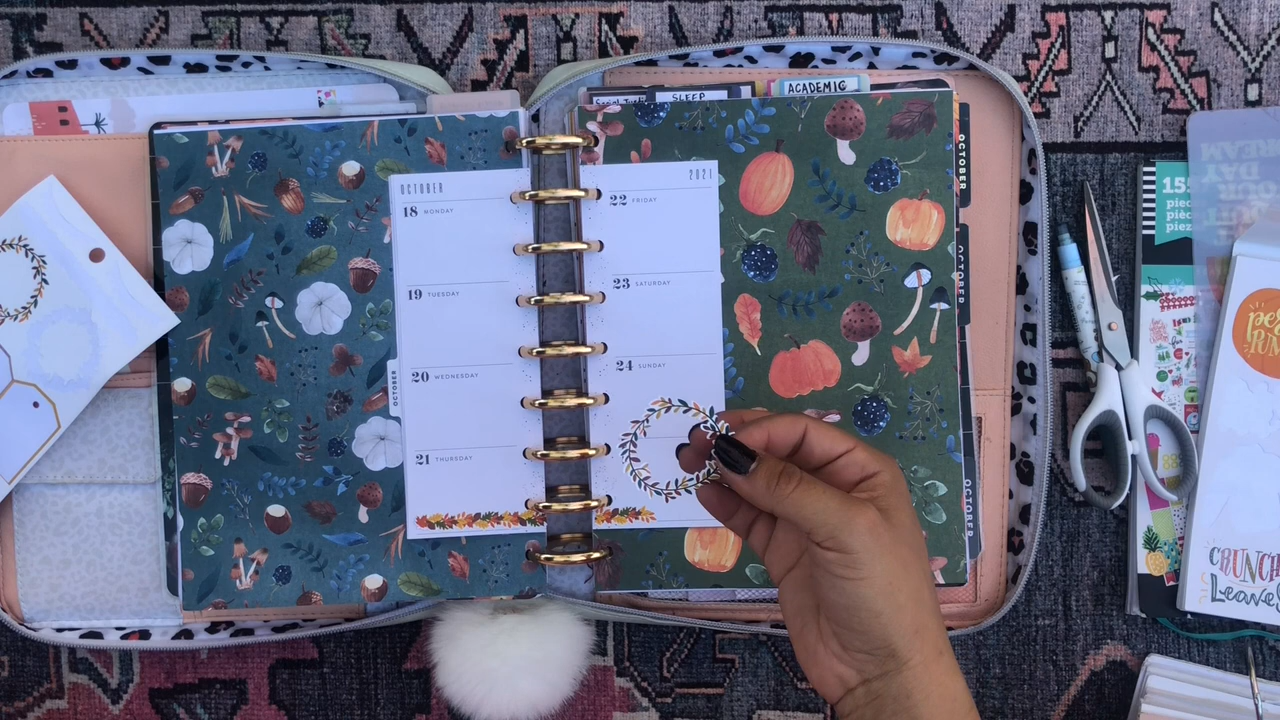 SLEEP
ACADEMIC
OCTOBER
18 MONDAY
19 TUESDAY
20 WEDNESDAY
21 THURSDAY
OCTOBER
2021
22 FRIDAY
23 SATURDAY
24 SUNDAY
OCTOBER
OCTOBER
OCTOBER
155
CRUNCH
Leave